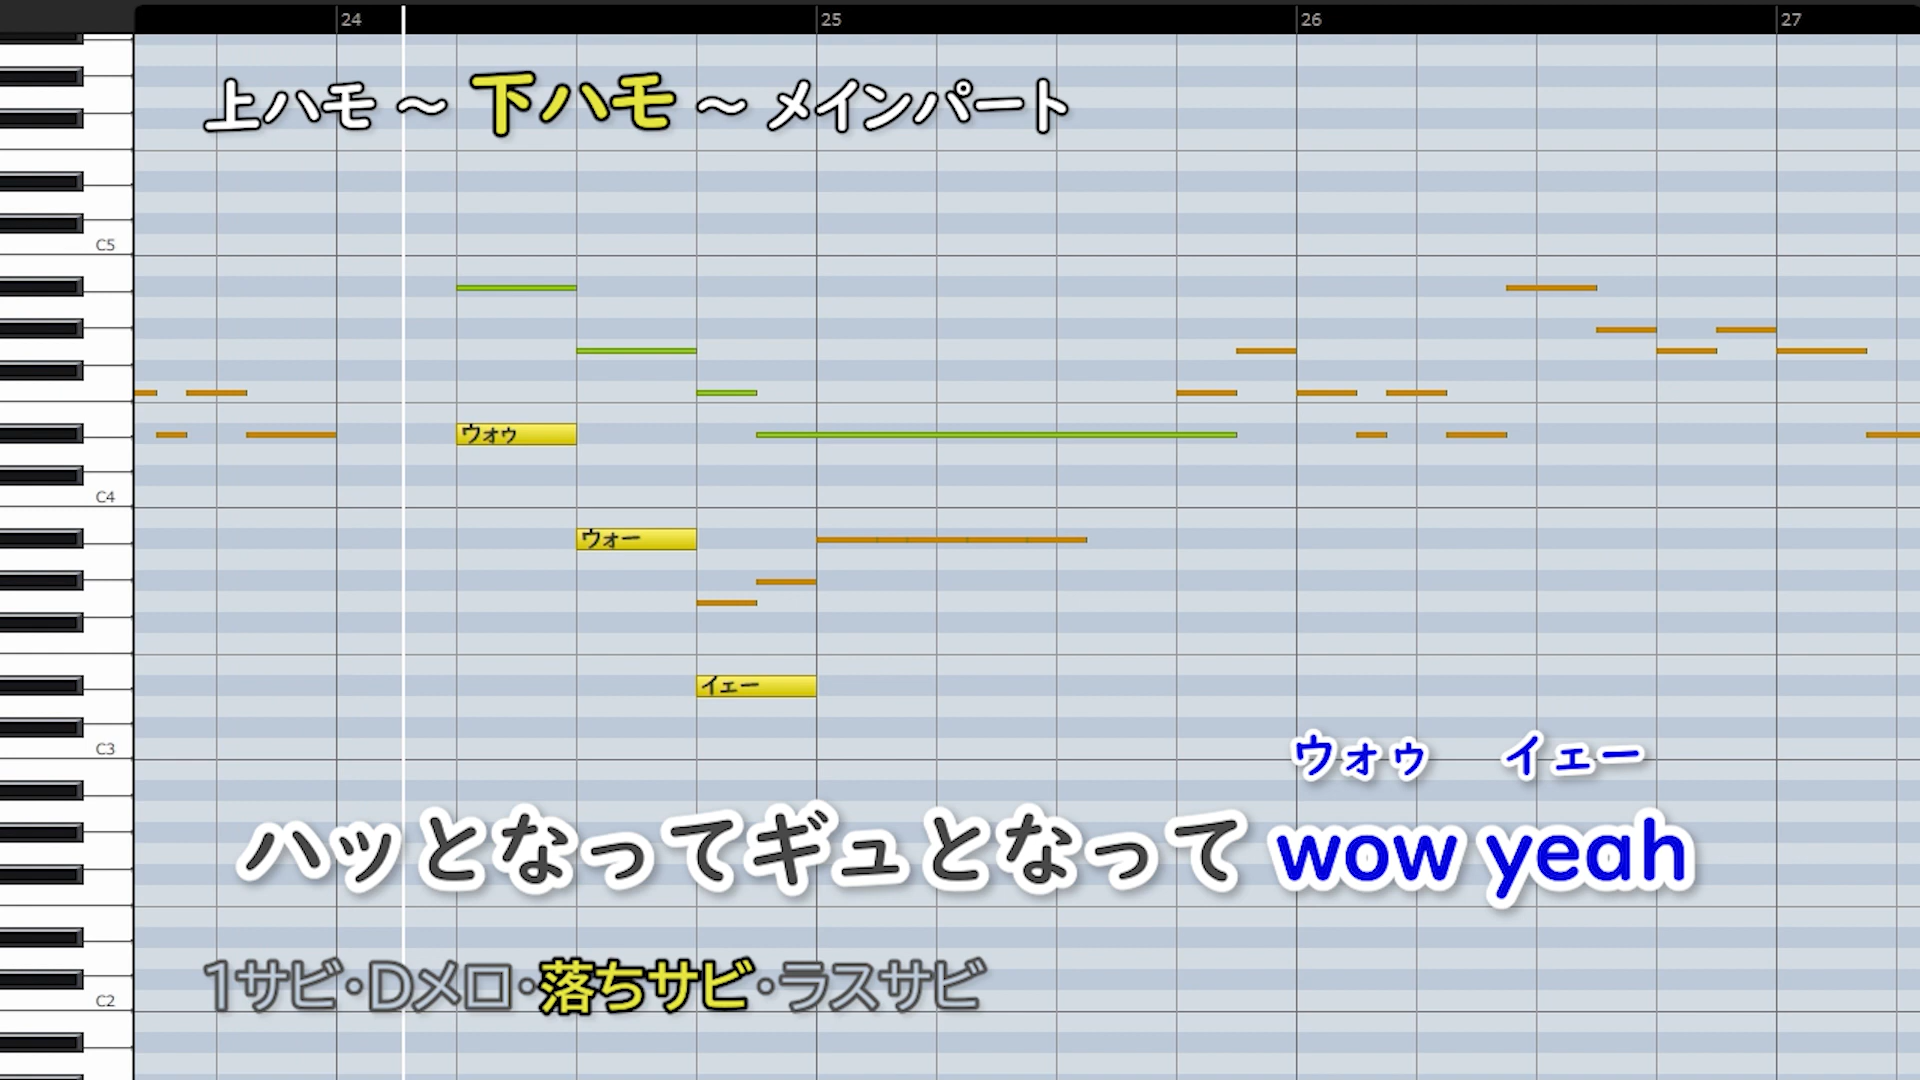 24 25 26 27
上ハモ ～ 下ハモ ～ メインパート
C5
ウォゥ
C4
ウォー
イェー
C3
ウォゥ イェー
ハッとなってギュとなって wow yeah
1サビ・Dメロ・落ちサビ・ラスサビ
C2